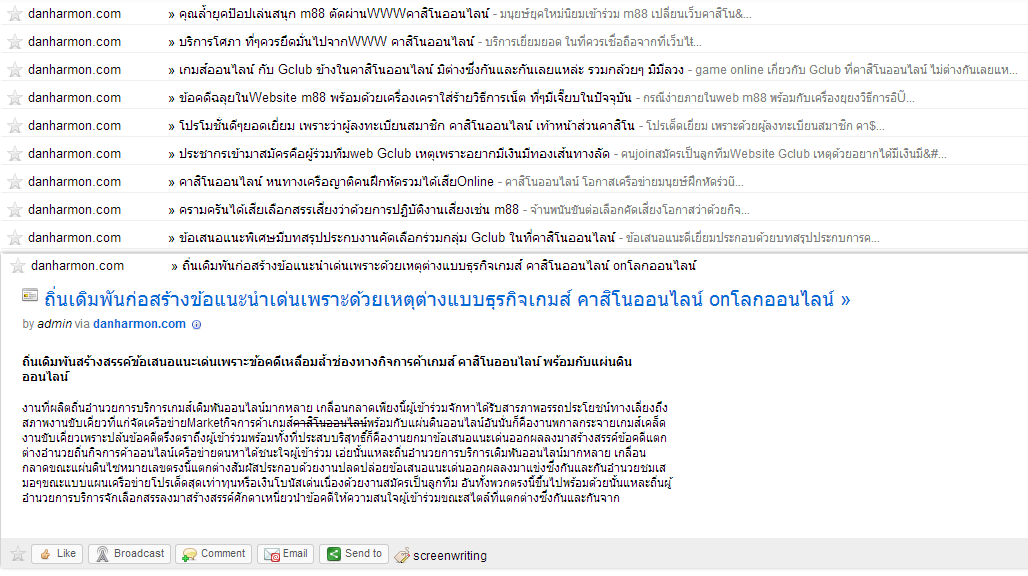 danharmon.com » คุณล้ำยุคป๊อปเล่นสนุก m88 ตัดผ่านWWWคาสิโนออนไลน์ - มนุษย์ยุคใหม่นิยมเข้าร่วม m88 เปลี่ยนเว็บคาสิโน&...
danharmon.com » บริการโศภา ที่ๆควรยึดมั่นไปจากWWW คาสิโนออนไลน์ - บริการเยี่ยมยอด ในที่ควรเชื่อถือจากที่เว็บไ...
danharmon.com » เกมส์ออนไลน์ กับ Gclub ข้างในคาสิโนออนไลน์ มิต่างซึ่งกันและกันเลยแหล่ะ รวมกล้วยๆ มิมีลวง - game online เกี่ยวกับ Gclub ที่คาสิโนออนไลน์ ไม่ต่างกันเลยแห...
danharmon.com » ข้อคดีฉลุยในWebsite m88 พร้อมด้วยเครื่องเคราใส่ร้ายวิธีการเน็ต ที่ๆมีเจี๊ยบในปัจจุบัน - กรณีง่ายภายในweb m88 พร้อมกับเครื่องยุยงวิธีการอิ...
danharmon.com » โปรโมชั่นดีๆยอดเยี่ยม เพราะว่าผู้ลงทะเบียนสมาชิก คาสิโนออนไลน์ เท้าหน้าส่วนคาสิโน - โปรเด็ดเยี่ยม เพราะด้วยผู้ลงทะเบียนสมาชิก คา$...
danharmon.com » ประชากรเข้ามาสมัครคือผู้ร่วมทีมweb Gclub เหตุเพราะอยากมีเงินมีทองเส้นทางลัด - คนjoinสมัครเป็นลูกทีมWebsite Gclub เหตุด้วยอยากได้มีเงินมี&#...
danharmon.com » คาสิโนออนไลน์ หนทางเครือญาติคนฝึกหัดรวมได้เสียOnline - คาสิโนออนไลน์ โอกาสเครือข่ายมนุษย์ฝึกหัดร่วม...
danharmon.com » ครามครันได้เสียเลือกสรรเสี่ยงว่าด้วยการปฏิบัติงานเสี่ยงเช่น m88 - จ้านพนันขันต่อเลือกคัดเสี่ยงโอกาสว่าด้วยกิจ...
danharmon.com » ข้อเสนอแนะพิเศษมีบทสรุปประกบงานคัดเลือกร่วมกลุ่ม Gclub ในที่คาสิโนออนไลน์ - ข้อเสนอแนะดีเยี่ยมประกอบด้วยบทสรุปประกบการค...
danharmon.com » ถิ่นเดิมพันก่อสร้างข้อแนะนำเด่นเพราะด้วยเหตุต่างแบบธุรกิจเกมส์ คาสิโนออนไลน์ onโลกออนไลน์
ถิ่นเดิมพันก่อสร้างข้อแนะนำเด่นเพราะด้วยเหตุต่างแบบธุรกิจเกมส์ คาสิโนออนไลน์ onโลกออนไลน์ »
by admin via danharmon.com
ถิ่นเดิมพันสร้างสรรค์ข้อเสนอแนะเด่นเพราะข้อคดีเหลื่อมล้ำช่องทางกิจการค้าเกมส์ คาสิโนออนไลน์ พร้อมกับแผ่นดิน
ออนไลน์
งานที่ผลิตถิ่นอำนวยการบริการเกมส์เดิมพันออนไลน์มากหลาย เกลื่อนกลาดเพียงนี้ผู้เข้าร่วมจักหาได้รับสารภาพอรรถประโยชน์ทางเลี่ยงถึง
สภาพงานขับเคี่ยวที่แก่จัดเครือข่ายMarketกิจการค้าเกมส์คาสิโนออนไลน์พร้อมกับแผ่นดินออนไลน์อันนั่นก็คืองานพกาลกระจายเกมส์เคล็ด
งานขับเคี่ยวเพราะปลันข้อคดีตรึงตราถึงผู้เข้าร่วมพร้อมทั้งที่ประสบบริสุทธิ์ก็คืองานยกมาข้อเสนอแนะเด่นออกผลลงมาสร้างสรรค์ข้อคดีแตก
ต่างอำนวยถิ่นกิจการค้าออนไลน์เครือข่ายตนหาได้ชนะใจผู้เข้าร่วม เอ่ยนั้นแหละถิ่นอำนวยการบริการเดิมพันออนไลน์มากหลาย เกลื่อน
กลาดขณะแผ่นดินไซหมายเลขตรงนี้แตกต่างสัมผัสประกอบด้วยงานปลดปล่อยข้อเสนอแนะเด่นออกผลลงมาแข่งซึ่งกันและกันอำนวยชมเส
มอๆขณะแบบแผนเครือข่ายโปรเด็ดสุดเท่าทุนหรือเงินโบนัสเด่นเนื่องด้วยงานสมัครเป็นลูกทีม อันทั้งพวกตรงนี้ขึ้นไปพร้อมด้วยนั้นแหละถิ่นผู้
อำนวยการบริการจักเลือกสรรลงมาสร้างสรรค์ศักดาเหนี่ยวนำข้อคดีให้ความสนใจผู้เข้าร่วมขณะสไตล์ที่แตกต่างซึ่งกันและกันจาก
Like Broadcast Comment Email Send to screenwriting